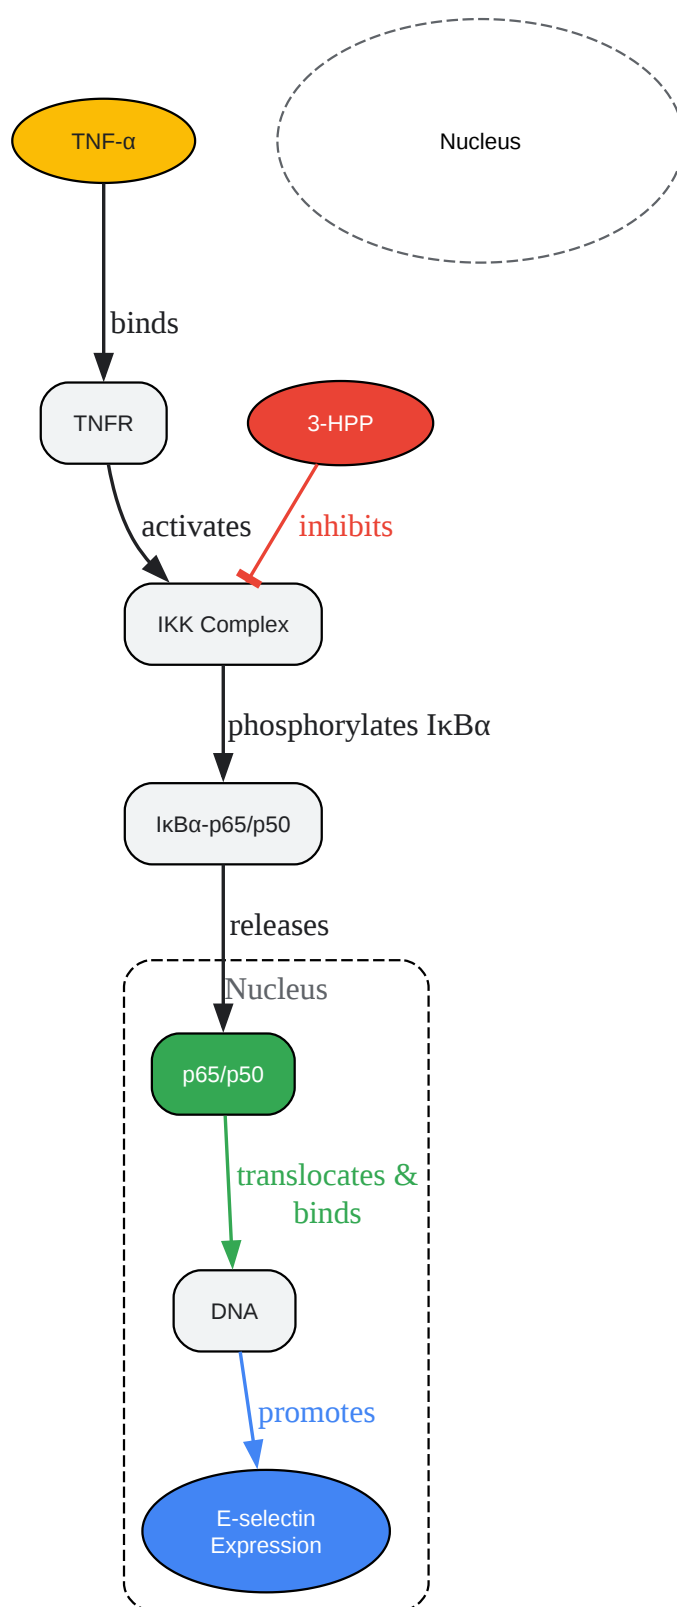 TNF-α
Nucleus
binds
TNFR
3-HPP
activates
inhibits
IKK Complex
phosphorylates IκBα
IκBα-p65/p50
releases
Nucleus
p65/p50
translocates &
binds
DNA
promotes
E-selectin
Expression